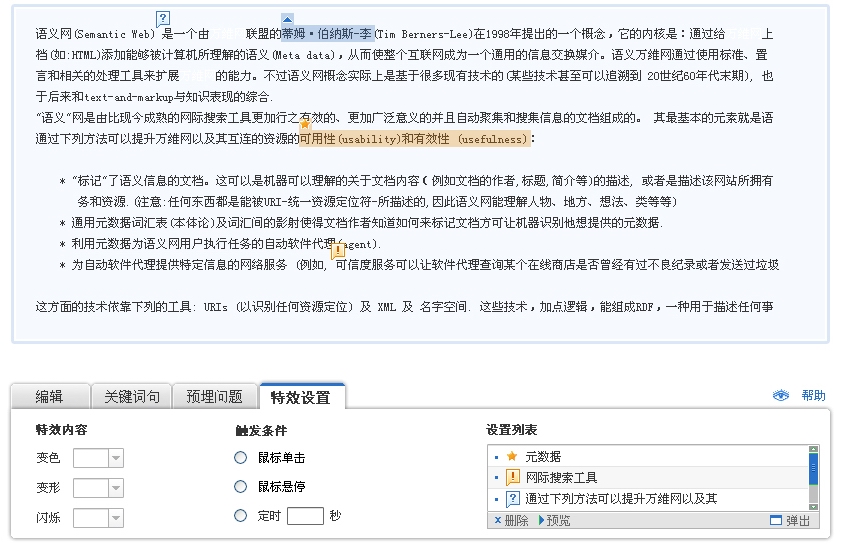 语义网(Semantic Web) 是一个由 联盟的蒂姆·伯纳斯-李(Tim Berners-Lee)在1998年提出的一个概念，它的内核是：通过给 上
档(如:HTML)添加能够被计算机所理解的语义(Meta data)，从而使整个互联网成为一个通用的信息交换媒介。语义万维网通过使用标准、置
言和相关的处理工具来扩展 的能力。不过语义网概念实际上是基于很多现有技术的(某些技术甚至可以追溯到 20世纪60年代末期)，也
于后来和text-and-markup与知识表现的综合.
“语义”网是由比现今成熟的网际搜索工具更加行之有效的、更加广泛意义的并且自动聚集和搜集信息的文档组成的。 其最基本的元素就是语
通过下列方法可以提升万维网以及其互连的资源的可用性(usability)和有效性 (usefulness)：
* “标记”了语义信息的文档。这可以是机器可以理解的关于文档内容（例如文档的作者,标题,简介等)的描述, 或者是描述该网站所拥有
务和资源.(注意:任何东西都是能被URI-统一资源定位符-所描述的,因此语义网能理解人物、地方、想法、类等等)
* 通用元数据词汇表(本体论)及词汇间的影射使得文档作者知道如何来标记文档方可让机器识别他想提供的元数据.
* 利用元数据为语义网用户执行任务的自动软件代理(agent).
* 为自动软件代理提供特定信息的网络服务 (例如, 可信度服务可以让软件代理查询某个在线商店是否曾经有过不良纪录或者发送过垃圾
这方面的技术依靠下列的工具: URIs (以识别任何资源定位) 及 XML 及 名字空间. 这些技术，加点逻辑，能组成RDF，一种用于描述任何事
编辑 关键词句 预埋问题 特效设置 帮助
特效内容 触发条件 设置列表
变色 鼠标单击 元数据
变形 鼠标悬停 网际搜索工具
闪烁 定时 秒 通过下列方法可以提升万维网以及其
×删除 预览 弹出